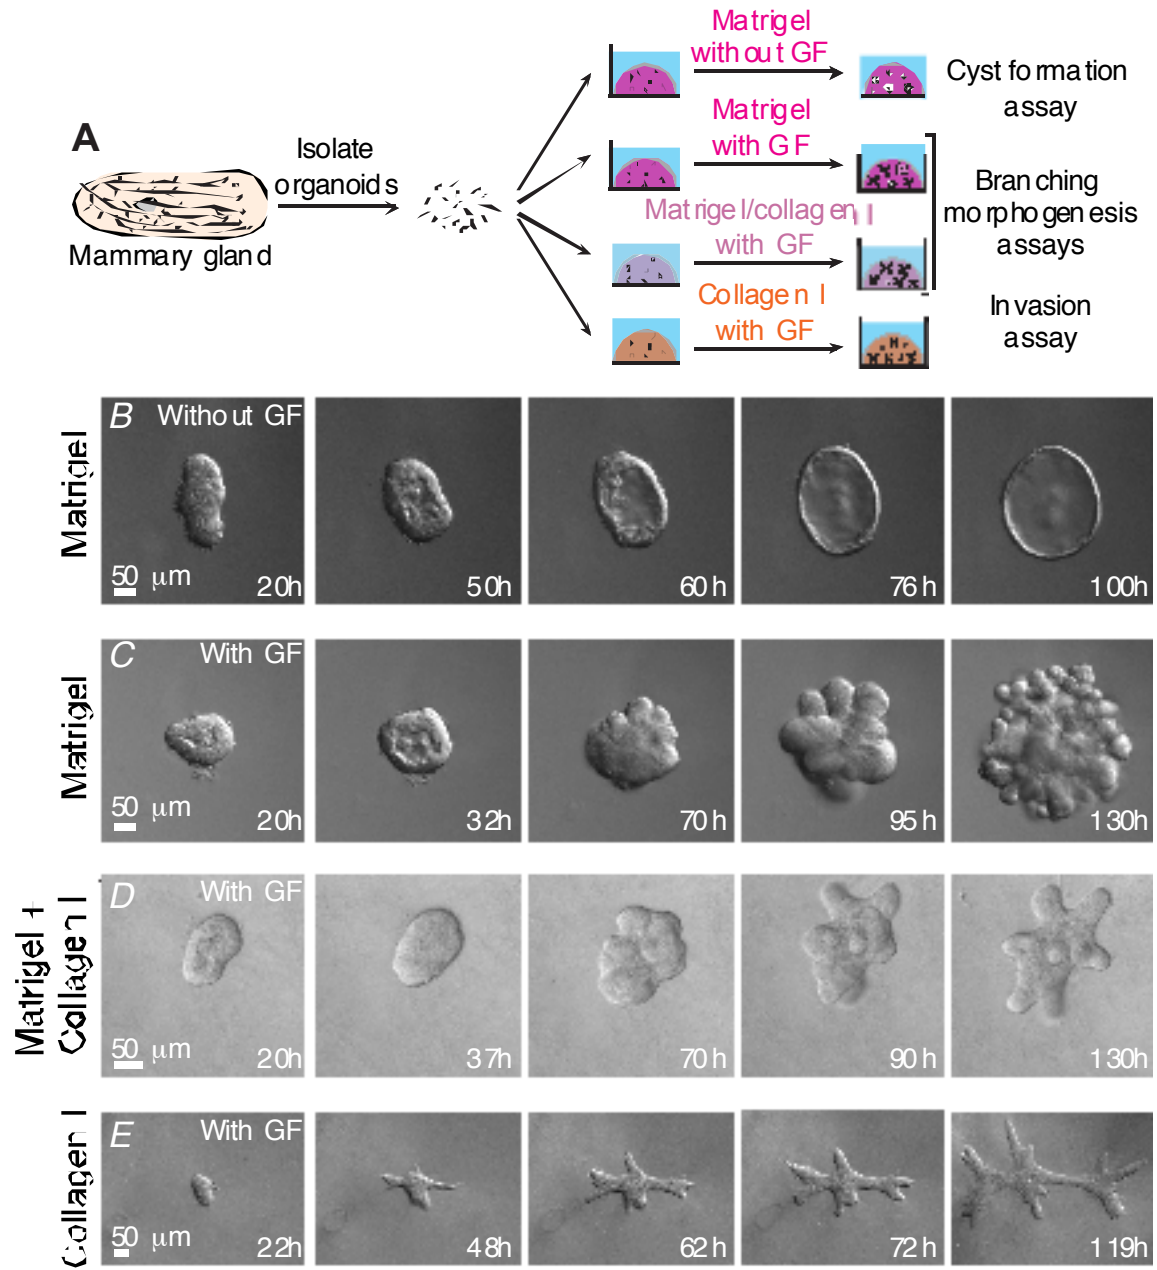 A
Isolate
organoids
Mammary gland
Matrigel
without GF
Matrigel
with GF
Matrigel/collagen I
with GF
Collagen I
with GF
Cyst formation
assay
Branching
morphogenesis
assays
Invasion
assay
Matrigel
B Without GF
50 μm
20h
50h
60h
76h
100h
Matrigel
C With GF
50
20h
32h
70h
95h
130h
Matrigel +
Collagen I
D With GF
50 μm
20h
37h
70h
90h
130h
Collagen I
E With GF
50 μm
22h
48h
62h
72h
119h